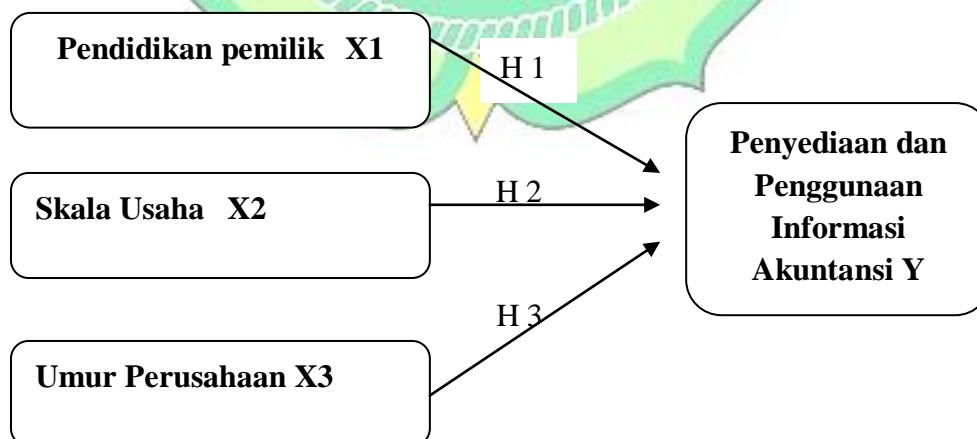 Pendidikan pemilik X1
H 1
Skala Usaha X2
H 2
Umur Perusahaan X3
H 3
Penyediaan dan
Penggunaan
Informasi
Akuntansi Y